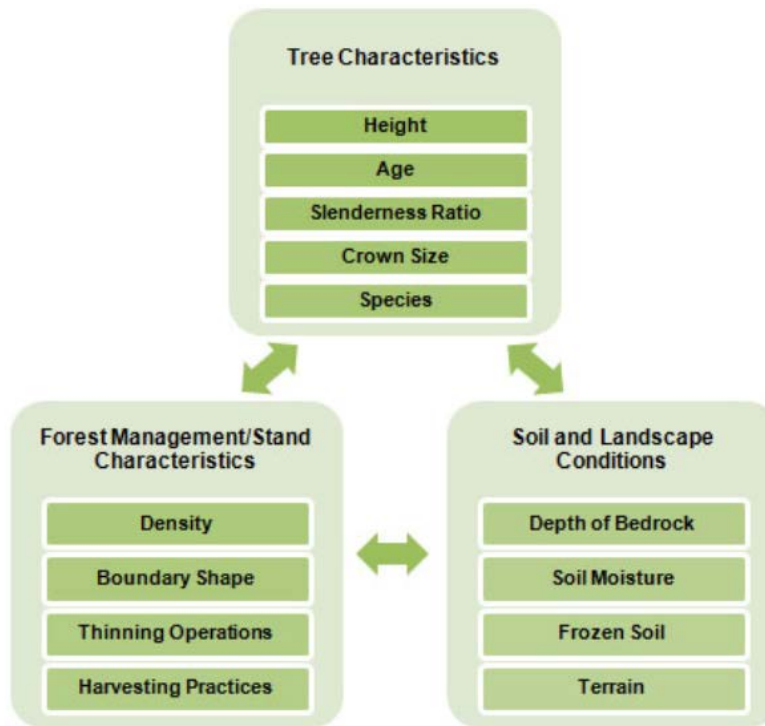 Tree Characteristics
Height
Age
Slenderness Ratio
Crown Size
Species
Forest Management/Stand
Characteristics
Density
Boundary Shape
Thinning Operations
Harvesting Practices
Soil and Landscape
Conditions
Depth of Bedrock
Soil Moisture
Frozen Soil
Terrain